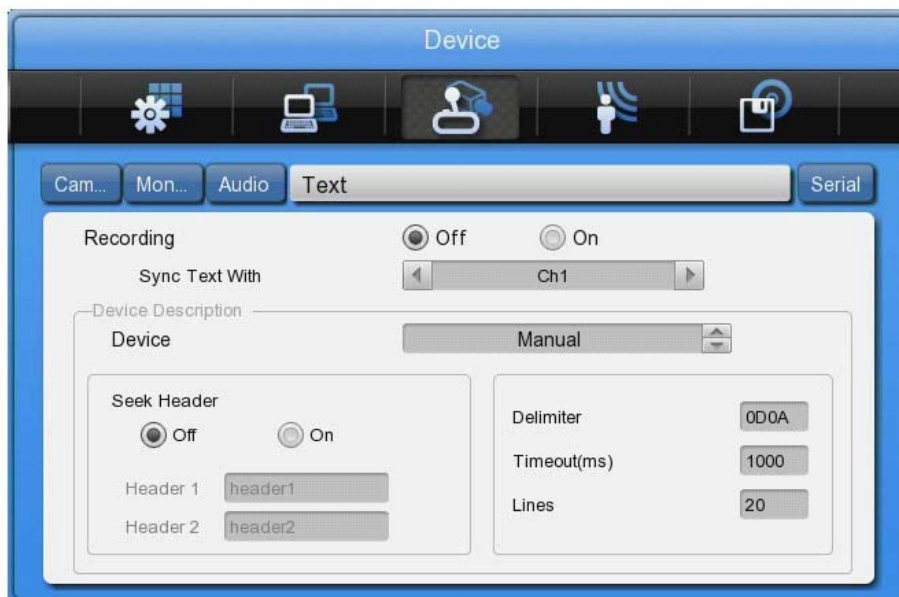 Device
Cam... Mon... Audio Text Serial
Recording Off On
Sync Text With Ch1
Device Description
Device Manual
Seek Header
Off On
Header 1 header1
Header 2 header2
Delimiter 0D0A
Timeout(ms) 1000
Lines 20